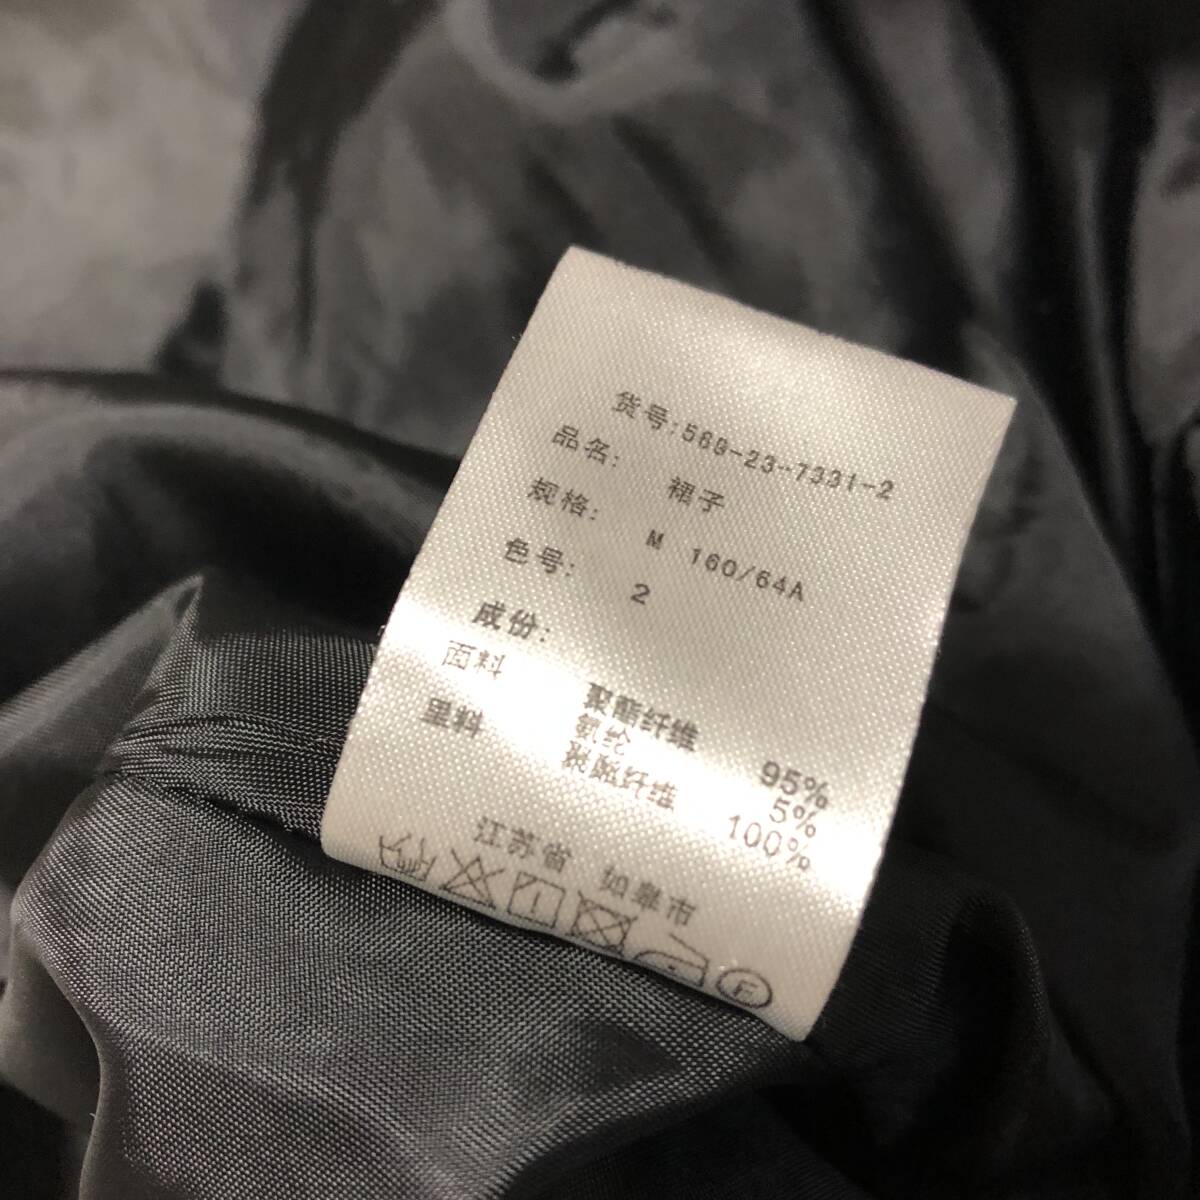 货号:569-23-7331-2
品名: 裙子
规格: M 160/64A
色号: 2
成份:
面料 聚酯纤维 95%
氨纶 5%
里料 聚酯纤维 100%
江苏省 如皋市
F